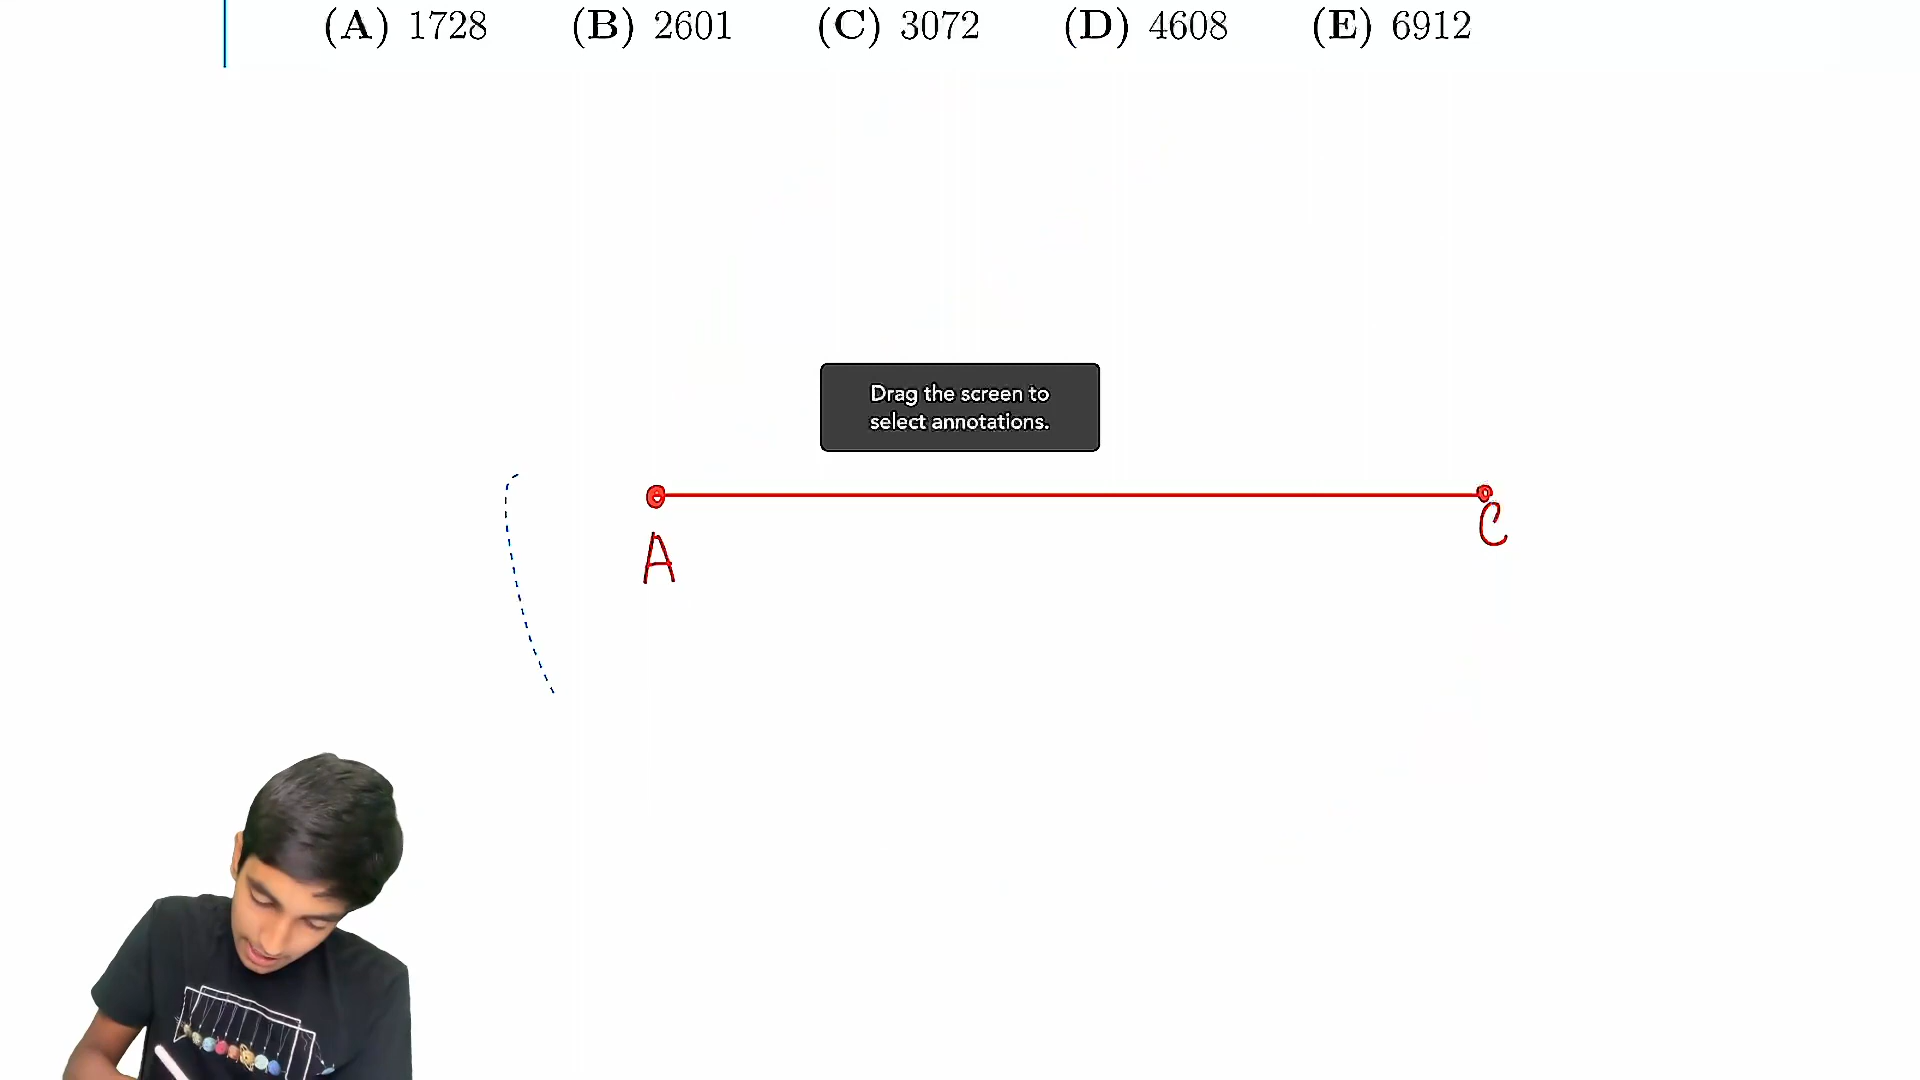 (A) 1728 (B) 2601 (C) 3072 (D) 4608 (E) 6912
Drag the screen to
select annotations.
A
C